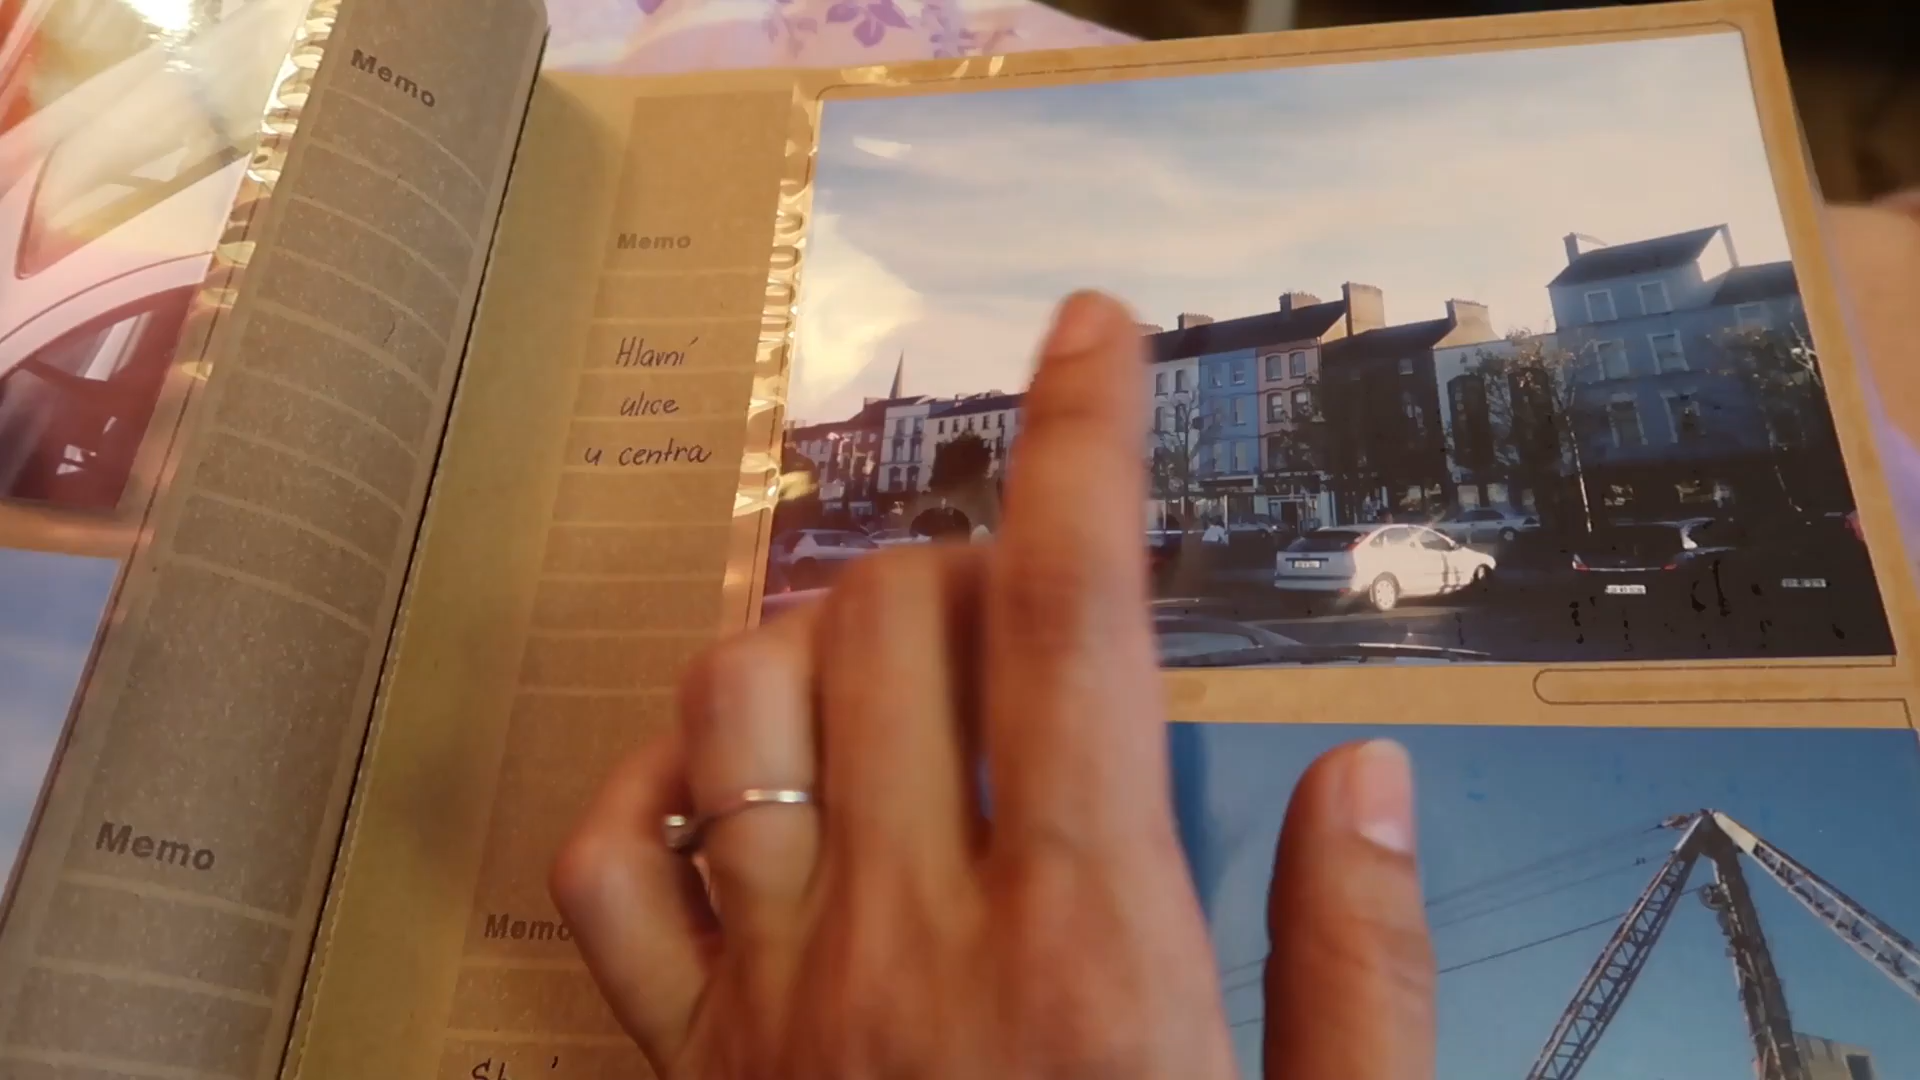 Memo
Memo
Memo
Hlavní
ulice
u centra
Memo